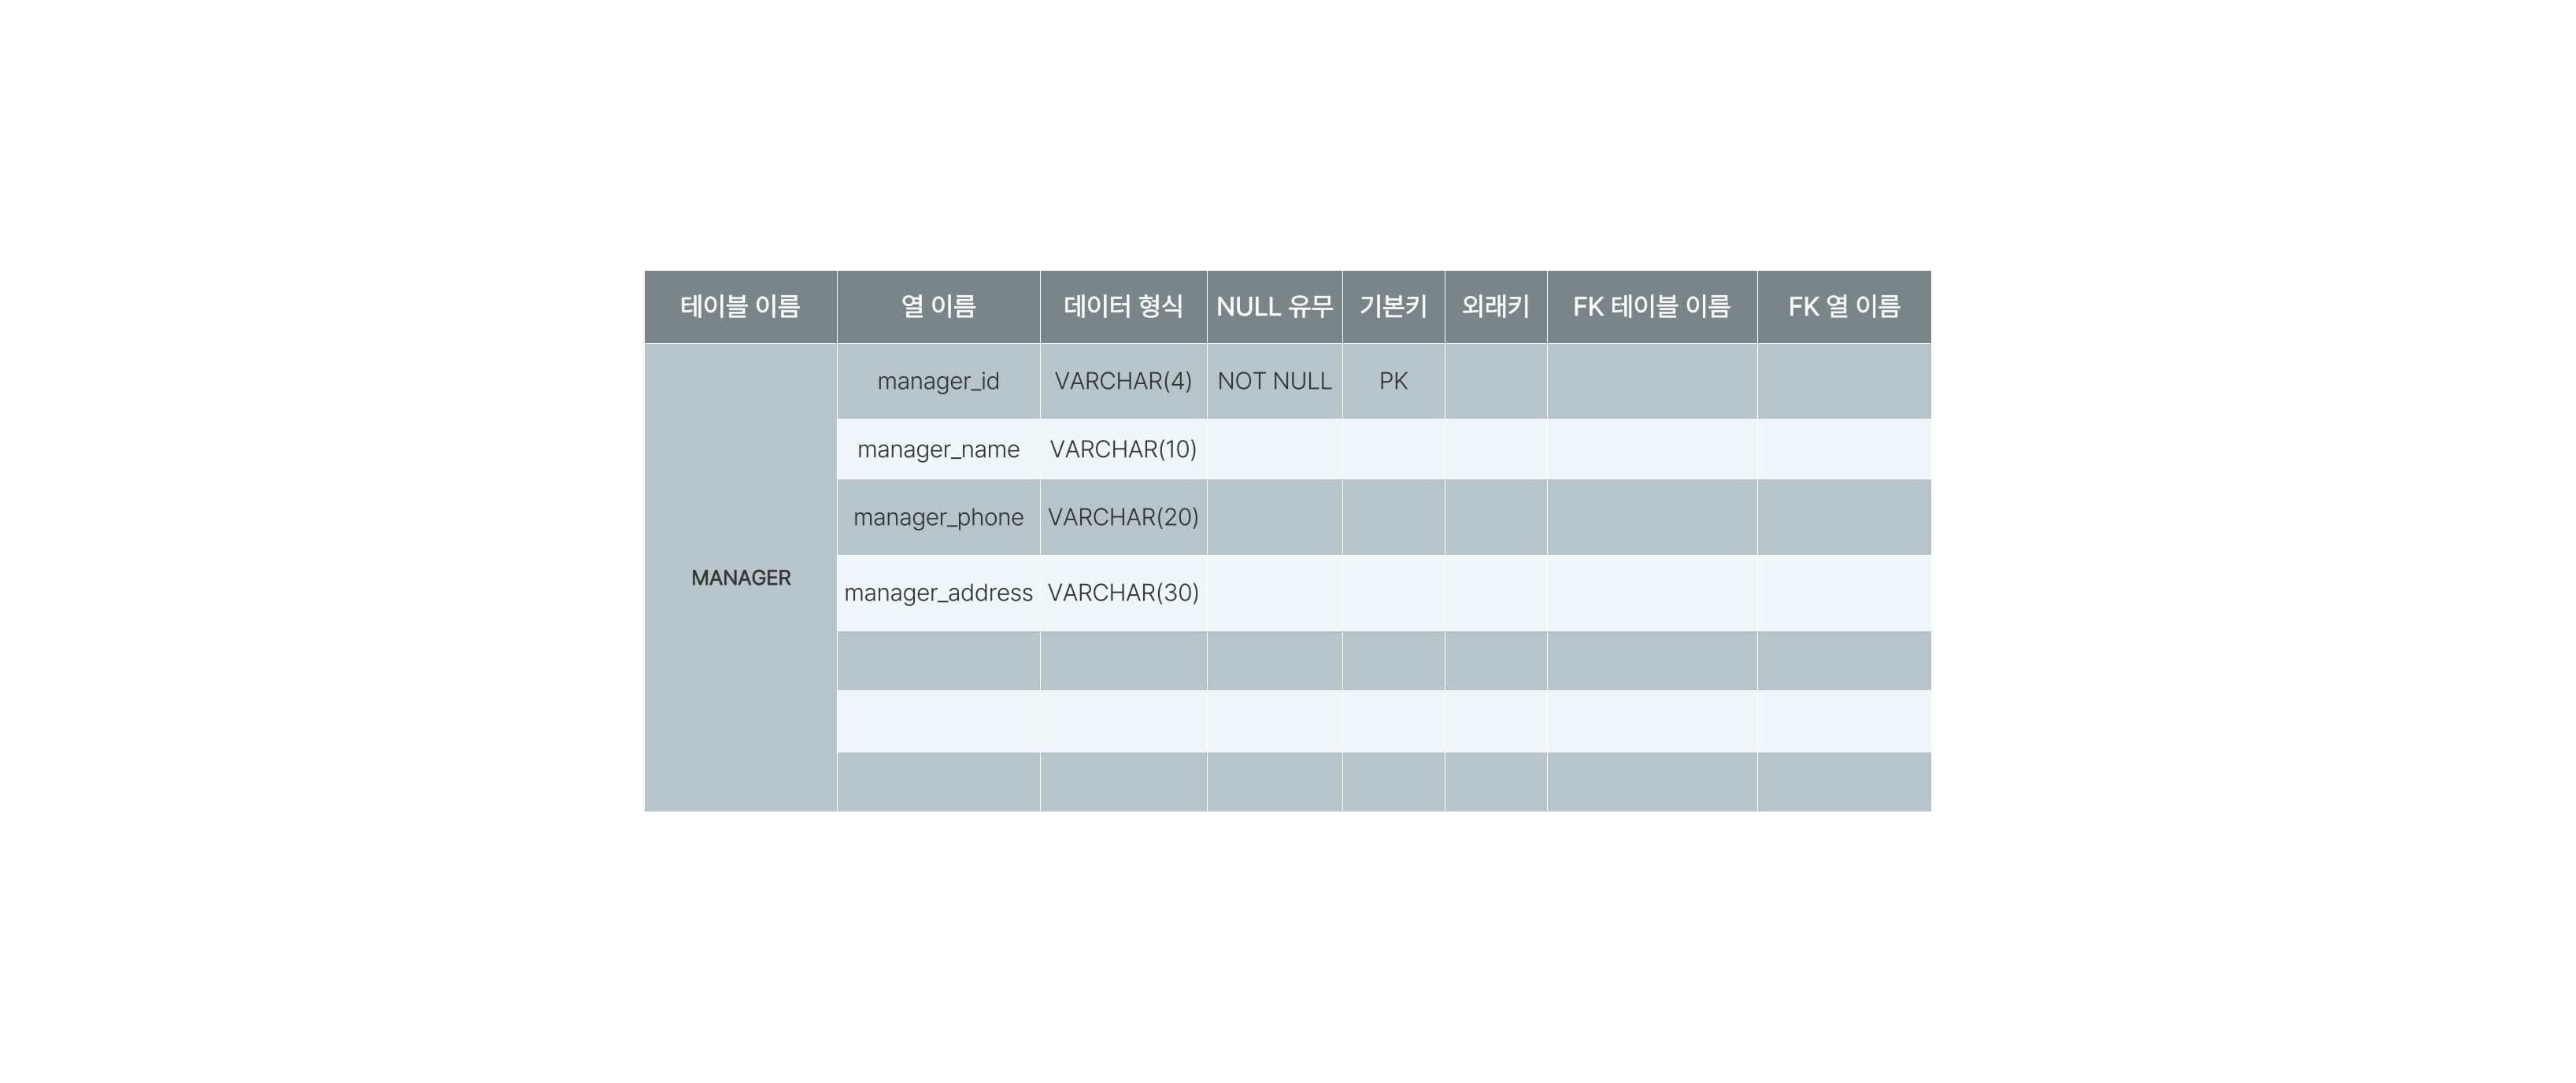 테이블 이름 열 이름 데이터 형식 NULL 유무 기본키 외래키 FK 테이블 이름 FK 열 이름
manager_id VARCHAR(4) NOT NULL PK
manager_name VARCHAR(10)
manager_phone VARCHAR(20)
MANAGER
manager_address VARCHAR(30)